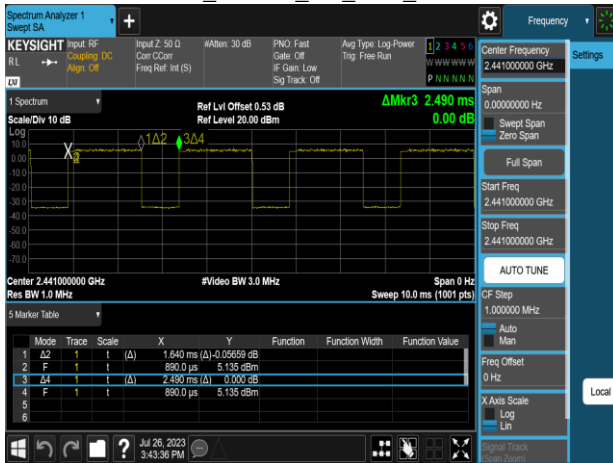 Spectrum Analyzer 1
Swept SA
+
Frequency
KEYSIGHT
RL
LXI
Input: RF
Coupling: DC
Align: Off
Input Z: 50 Ω
Corr CCorr
Freq Ref: Int (S)
#Atten: 30 dB
PNO: Fast
Gate: Off
IF Gain: Low
Sig Track: Off
Avg Type: Log-Power
Trig: Free Run
1 2 3 4 5 6
W W W W W W
P N N N N N
Center Frequency
2.441000000 GHz
Settings
1 Spectrum
Scale/Div 10 dB
Ref Lvl Offset 0.53 dB
Ref Level 20.00 dBm
ΔMkr3 2.490 ms
0.00 dB
Span
0.00000000 Hz
Swept Span
Zero Span
Full Span
Start Freq
2.441000000 GHz
Stop Freq
2.441000000 GHz
AUTO TUNE
CF Step
1.000000 MHz
Auto
Man
Freq Offset
0 Hz
X Axis Scale
Log
Lin
Signal Track
(Span Zoom)
Local
Log
10.0
0.00
-10.0
-20.0
-30.0
-40.0
-50.0
-60.0
-70.0
1Δ2
3Δ4
Center 2.441000000 GHz
Res BW 1.0 MHz
#Video BW 3.0 MHz
Span 0 Hz
Sweep 10.0 ms (1001 pts)
5 Marker Table
Mode Trace Scale X Y Function Function Width Function Value
1 Δ2 1 t (Δ) 1.640 ms (Δ) -0.05659 dB
2 F 1 t 890.0 µs 5.135 dBm
3 Δ4 1 t (Δ) 2.490 ms (Δ) 0.000 dB
4 F 1 t 890.0 µs 5.135 dBm
5
6
?
Jul 26, 2023
3:43:36 PM